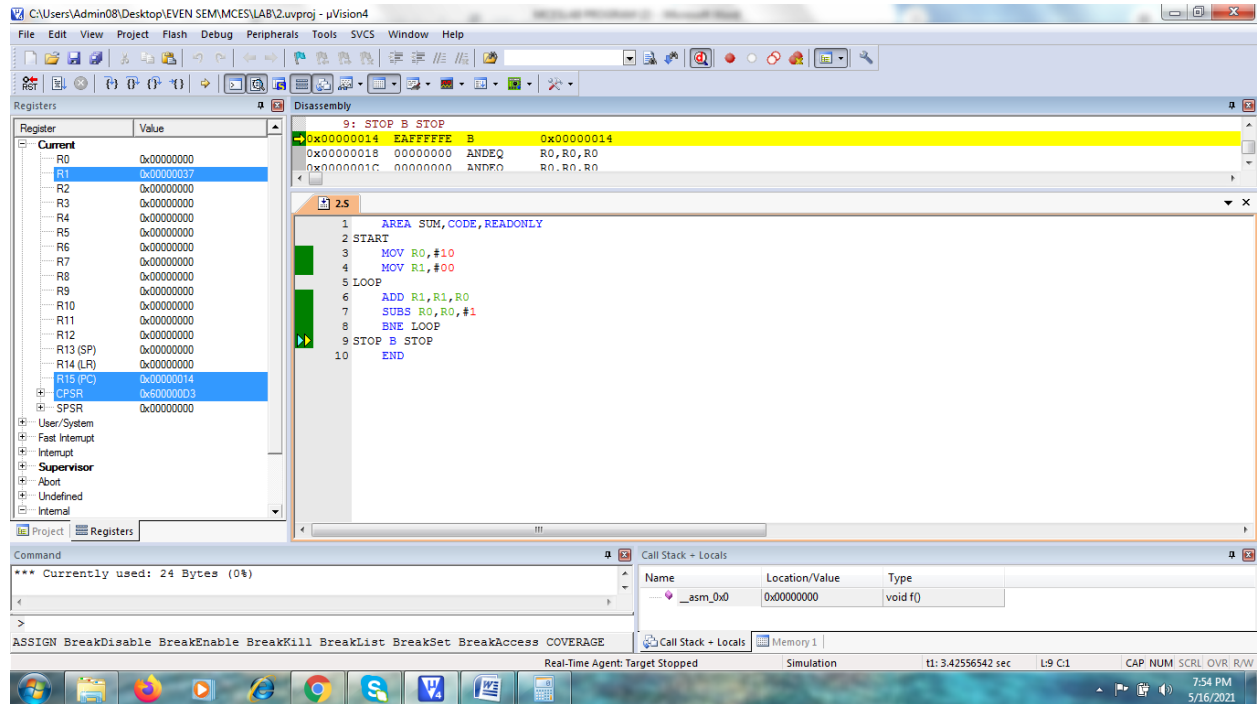 C:\Users\Admin08\Desktop\EVEN SEM\MCES\LAB\2.uvproj - µVision4
File Edit View Project Flash Debug Peripherals Tools SVCS Window Help
Registers
Register Value
Current
R0 0x00000000
R1 0x00000037
R2 0x00000000
R3 0x00000000
R4 0x00000000
R5 0x00000000
R6 0x00000000
R7 0x00000000
R8 0x00000000
R9 0x00000000
R10 0x00000000
R11 0x00000000
R12 0x00000000
R13 (SP) 0x00000000
R14 (LR) 0x00000000
R15 (PC) 0x00000014
CPSR 0x600000D3
SPSR 0x00000000
User/System
Fast Interrupt
Interrupt
Supervisor
Abort
Undefined
Internal
Project Registers
Disassembly
9: STOP B STOP
0x00000014 EAFFFFFE B 0x00000014
0x00000018 00000000 ANDEQ R0,R0,R0
0x0000001C 00000000 ANDEQ R0,R0,R0
2.S
1 AREA SUM,CODE,READONLY
2 START
3 MOV R0,#10
4 MOV R1,#00
5 LOOP
6 ADD R1,R1,R0
7 SUBS R0,R0,#1
8 BNE LOOP
9 STOP B STOP
10 END
Command
*** Currently used: 24 Bytes (0%)
>
ASSIGN BreakDisable BreakEnable BreakKill BreakList BreakSet BreakAccess COVERAGE
Call Stack + Locals
Name Location/Value Type
__asm_0x0 0x00000000 void f()
Call Stack + Locals Memory 1
Real-Time Agent: Target Stopped Simulation t1: 3.42556542 sec L:9 C:1 CAP NUM SCRL OVR R/W
7:54 PM
5/16/2021